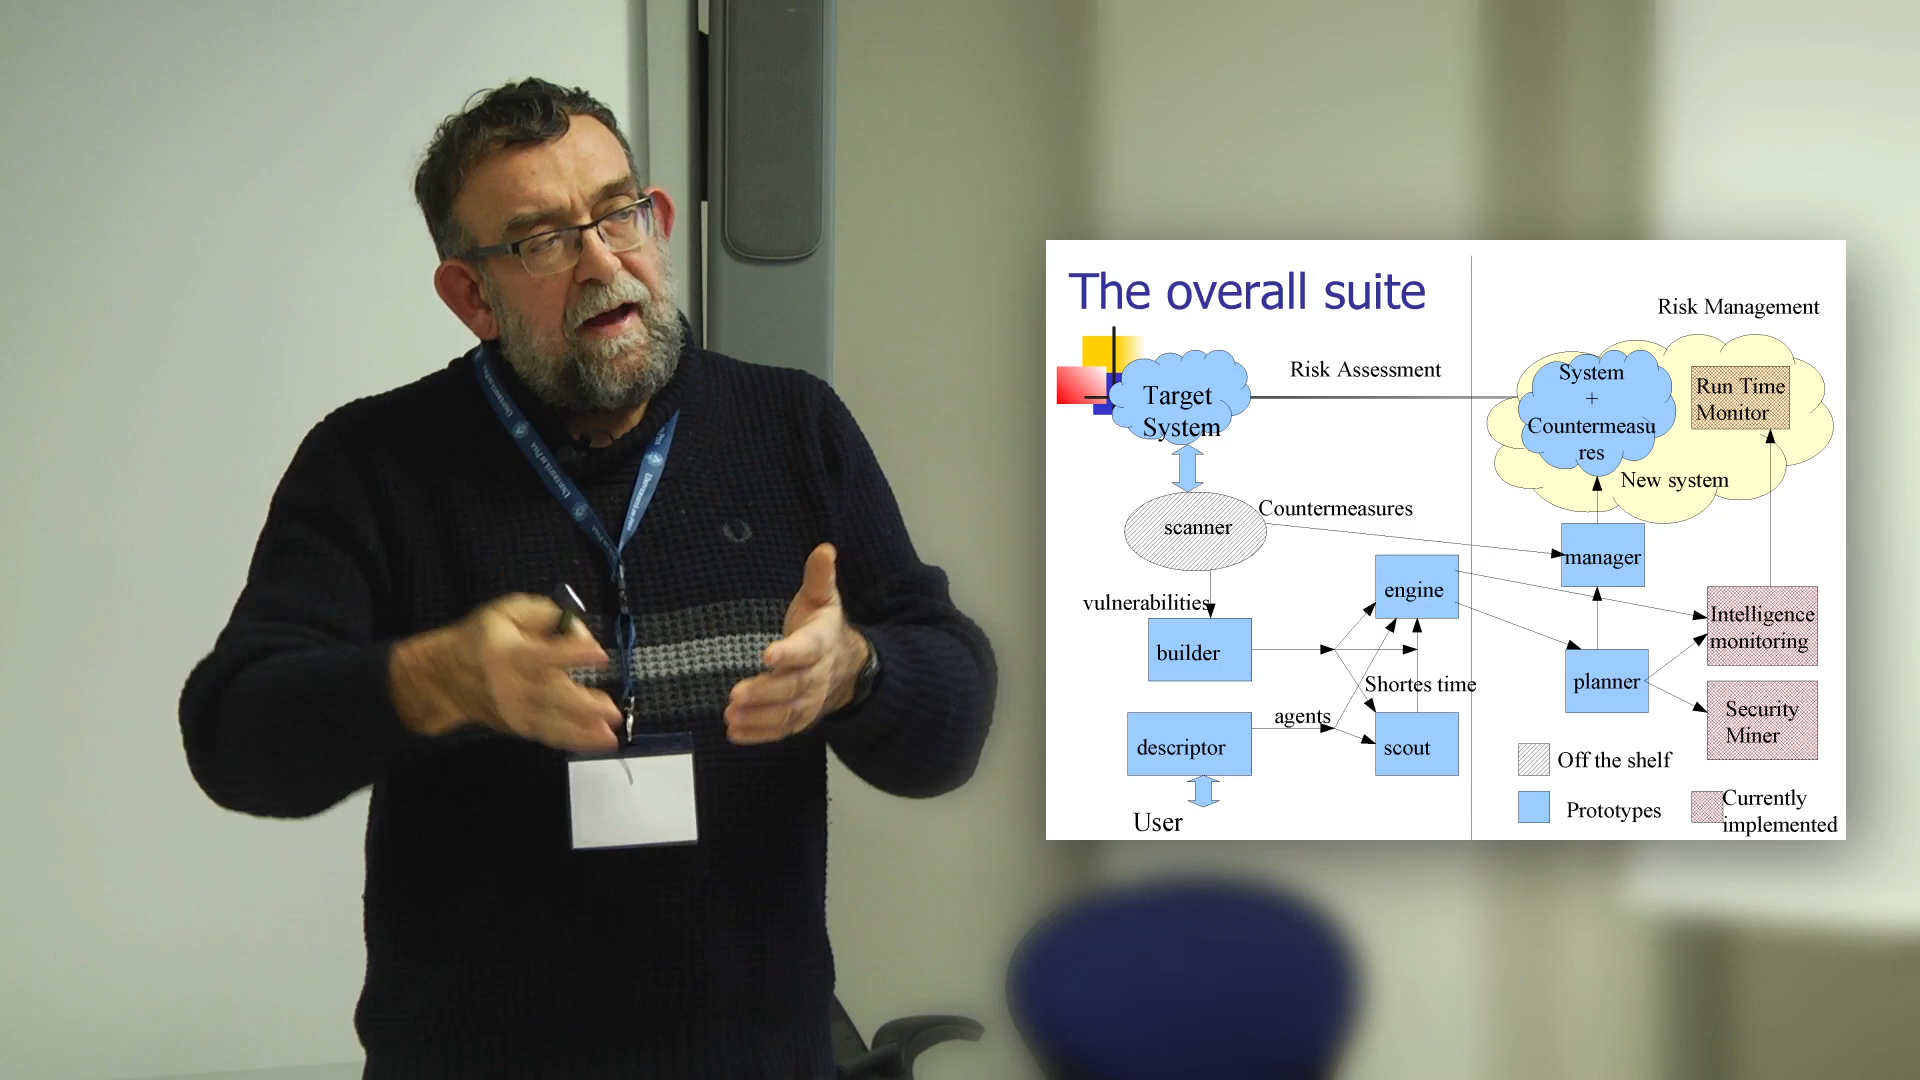 The overall suite
Risk Management
Risk Assessment
Target
System
System
+
Countermeasu
res
Run Time
Monitor
New system
scanner
Countermeasures
manager
vulnerabilities
engine
Intelligence
monitoring
builder
Shortes time
planner
agents
Security
Miner
descriptor
scout
Off the shelf
User
Prototypes
Currently
implemented